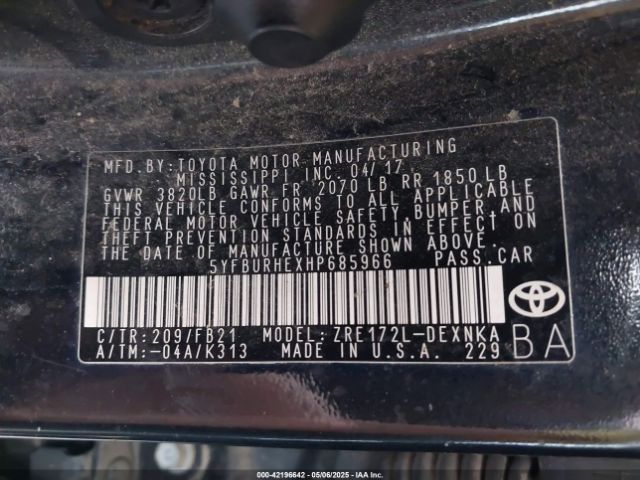 MFD.BY:TOYOTA MOTOR MANUFACTURING
MISSISSIPPI INC. 04/17
GVWR 3820LB GAWR FR 2070 LB RR 1850 LB
THIS VEHICLE CONFORMS TO ALL APPLICABLE
FEDERAL MOTOR VEHICLE SAFETY, BUMPER AND
THEFT PREVENTION STANDARDS IN EFFECT ON
THE DATE OF MANUFACTURE SHOWN ABOVE.
5YFBURHEXHP685966 PASS.CAR
C/TR:209/FB21 MODEL:ZRE172L-DEXNKA
A/TM:-04A/K313 MADE IN U.S.A. 229
BA
000-42196642 - 05/06/2025 - IAA Inc.